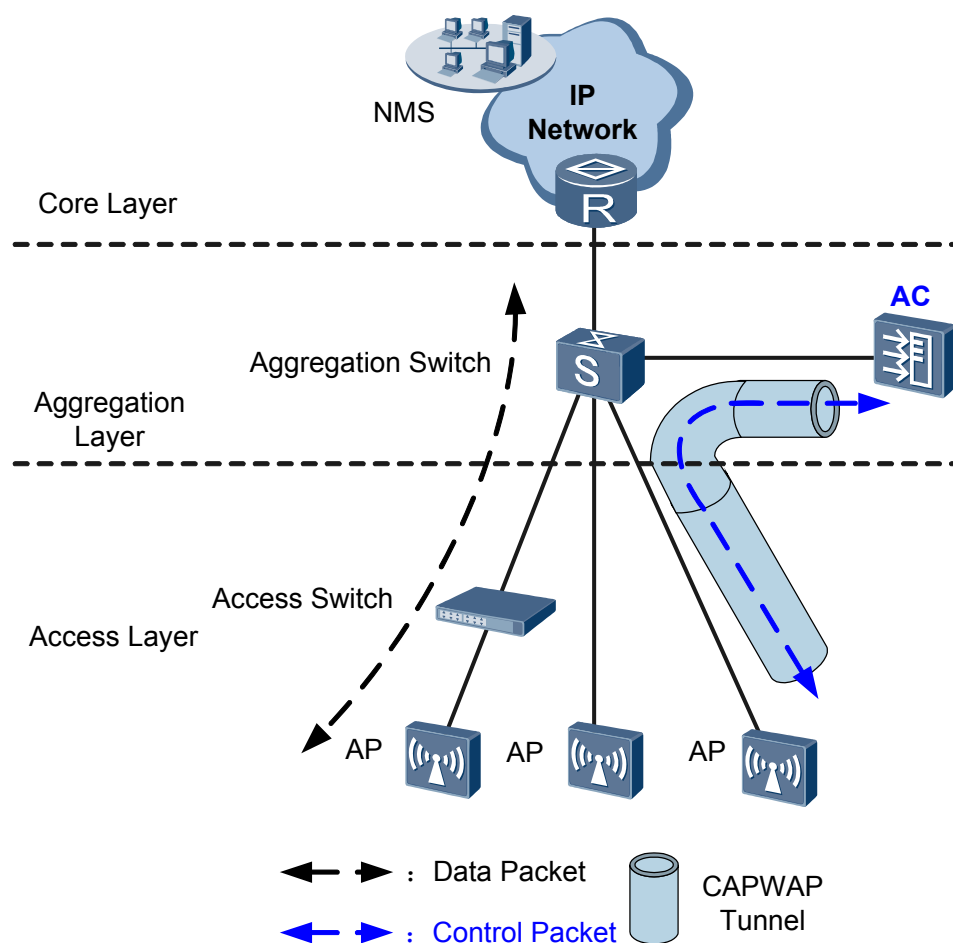 NMS
IP
Network
R
Core Layer
AC
Aggregation Switch
S
Aggregation
Layer
Access Switch
Access Layer
AP
AP
AP
: Data Packet
CAPWAP
Tunnel
: Control Packet